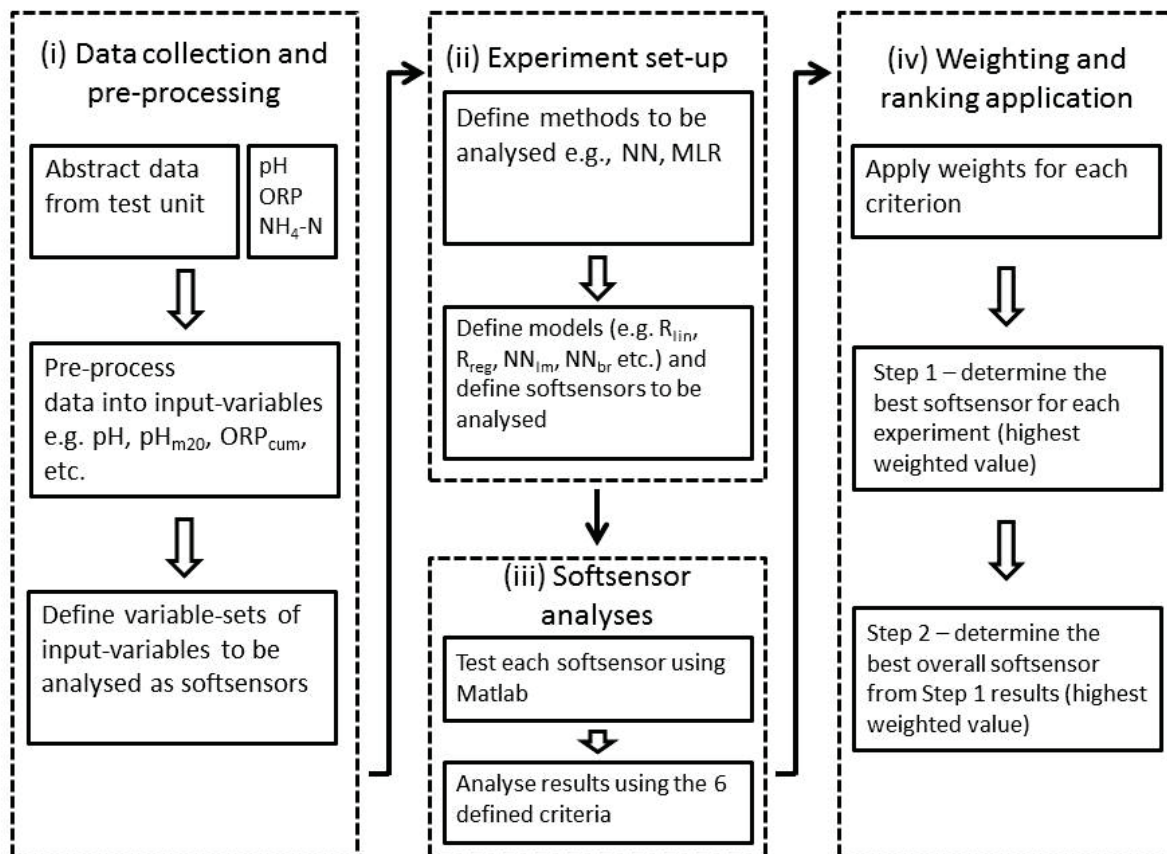 (i) Data collection and
pre-processing
Abstract data
from test unit
pH
ORP
NH₄-N
Pre-process
data into input-variables
e.g. pH, pHₘ₂₀, ORP_cum,
etc.
Define variable-sets of
input-variables to be
analysed as softsensors
(ii) Experiment set-up
Define methods to be
analysed e.g., NN, MLR
Define models (e.g. R_lin,
R_reg, NN_lm, NN_br etc.) and
define softsensors to be
analysed
(iii) Softsensor
analyses
Test each softsensor using
Matlab
Analyse results using the 6
defined criteria
(iv) Weighting and
ranking application
Apply weights for each
criterion
Step 1 – determine the
best softsensor for each
experiment (highest
weighted value)
Step 2 – determine the
best overall softsensor
from Step 1 results (highest
weighted value)